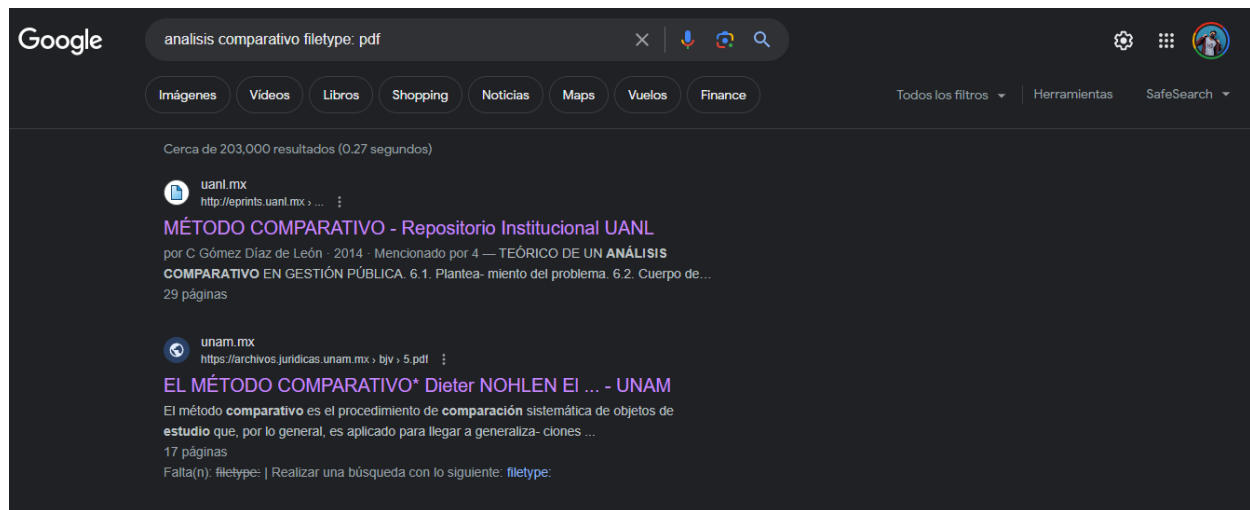 Google
analisis comparativo filetype: pdf
Imágenes Vídeos Libros Shopping Noticias Maps Vuelos Finance Todos los filtros Herramientas SafeSearch
Cerca de 203,000 resultados (0.27 segundos)
uanl.mx
http://eprints.uanl.mx › ...
MÉTODO COMPARATIVO - Repositorio Institucional UANL
por C Gómez Díaz de León · 2014 · Mencionado por 4 — TEÓRICO DE UN ANÁLISIS
COMPARATIVO EN GESTIÓN PÚBLICA. 6.1. Plantea- miento del problema. 6.2. Cuerpo de...
29 páginas
unam.mx
https://archivos.juridicas.unam.mx › bjv › 5.pdf
EL MÉTODO COMPARATIVO* Dieter NOHLEN El ... - UNAM
El método comparativo es el procedimiento de comparación sistemática de objetos de
estudio que, por lo general, es aplicado para llegar a generaliza- ciones ...
17 páginas
Falta(n): filetype: | Realizar una búsqueda con lo siguiente: filetype: